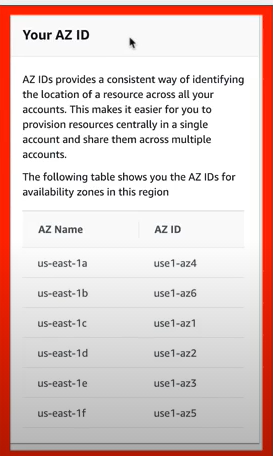 Your AZ ID
AZ IDs provides a consistent way of identifying
the location of a resource across all your
accounts. This makes it easier for you to
provision resources centrally in a single
account and share them across multiple
accounts.
The following table shows you the AZ IDs for
availability zones in this region
AZ Name AZ ID
us-east-1a use1-az4
us-east-1b use1-az6
us-east-1c use1-az1
us-east-1d use1-az2
us-east-1e use1-az3
us-east-1f use1-az5